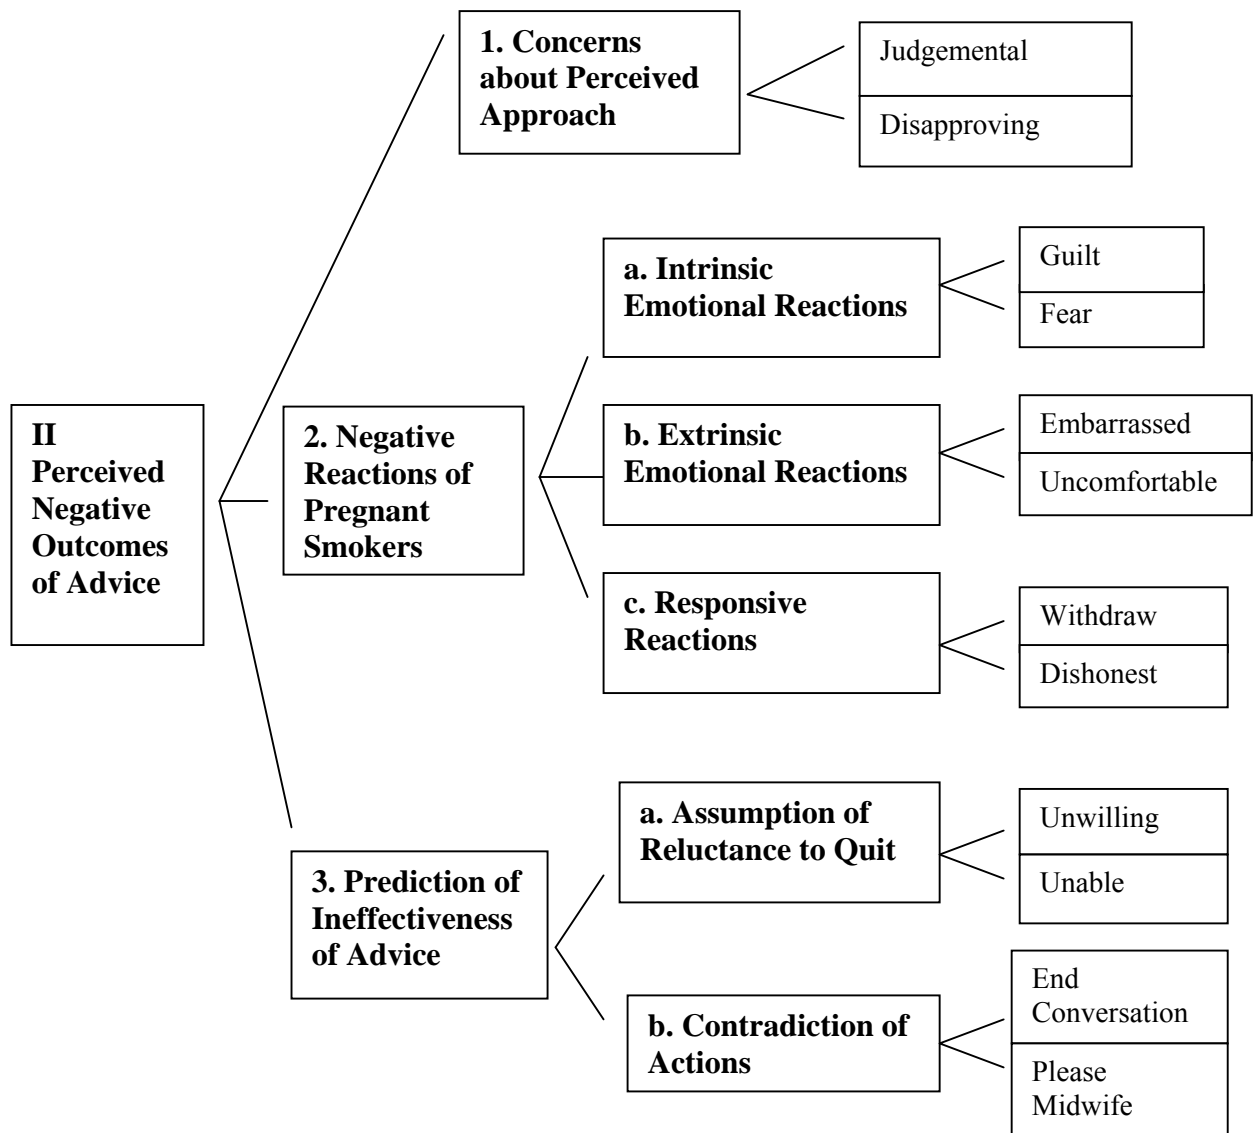 1. Concerns
about Perceived
Approach
Judgemental
Disapproving
a. Intrinsic
Emotional Reactions
Guilt
Fear
II
Perceived
Negative
Outcomes
of Advice
2. Negative
Reactions of
Pregnant
Smokers
b. Extrinsic
Emotional Reactions
Embarrassed
Uncomfortable
c. Responsive
Reactions
Withdraw
Dishonest
3. Prediction of
Ineffectiveness
of Advice
a. Assumption of
Reluctance to Quit
Unwilling
Unable
b. Contradiction of
Actions
End
Conversation
Please
Midwife